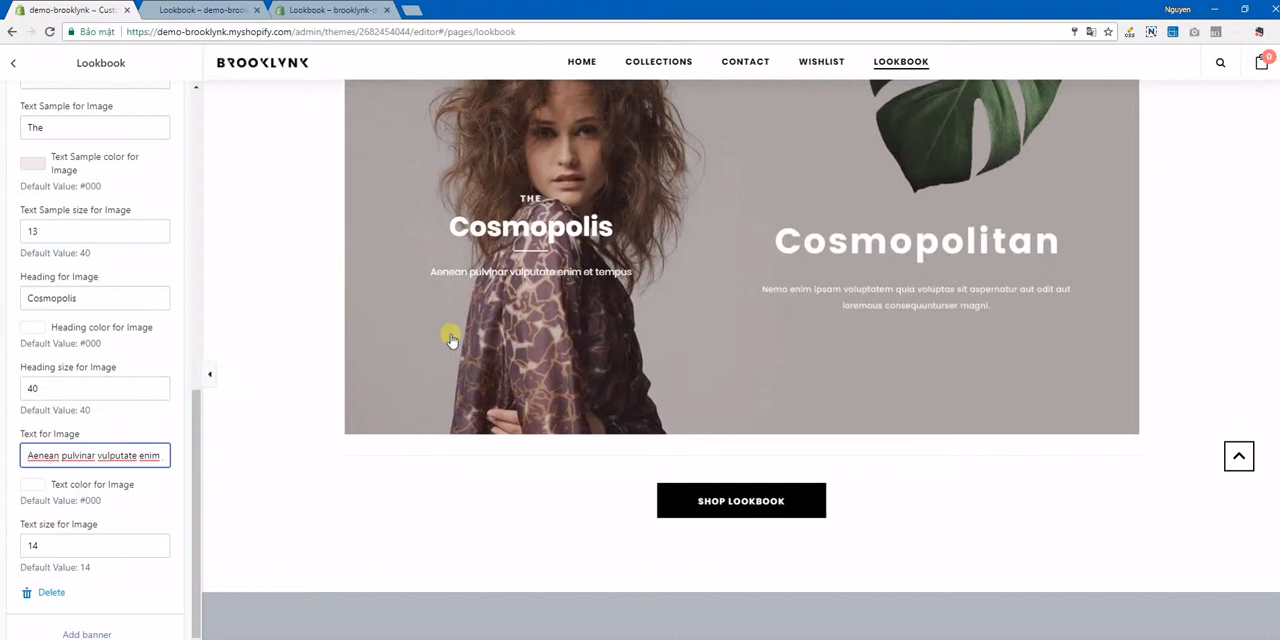 demo-brooklynk ~ Cust
Lookbook – demo-brook
Lookbook – brooklynk-d
Nguyen
Bảo mật
https://demo-brooklynk.myshopify.com/admin/themes/2682454044/editor#/pages/lookbook
Lookbook
BROOKLYNK
HOME
COLLECTIONS
CONTACT
WISHLIST
LOOKBOOK
0
Text Sample for Image
The
Text Sample color for
Image
Default Value: #000
Text Sample size for Image
13
Default Value: 40
Heading for Image
Cosmopolis
Heading color for Image
Default Value: #000
Heading size for Image
40
Default Value: 40
Text for Image
Aenean pulvinar vulputate enim
Text color for Image
Default Value: #000
Text size for Image
14
Default Value: 14
Delete
Add banner
THE
Cosmopolis
Aenean pulvinar vulputate enim et tempus
Cosmopolitan
Nemo enim ipsam voluptatem quia voluptas sit aspernatur aut odit aut
loremous consequunturser magni.
SHOP LOOKBOOK